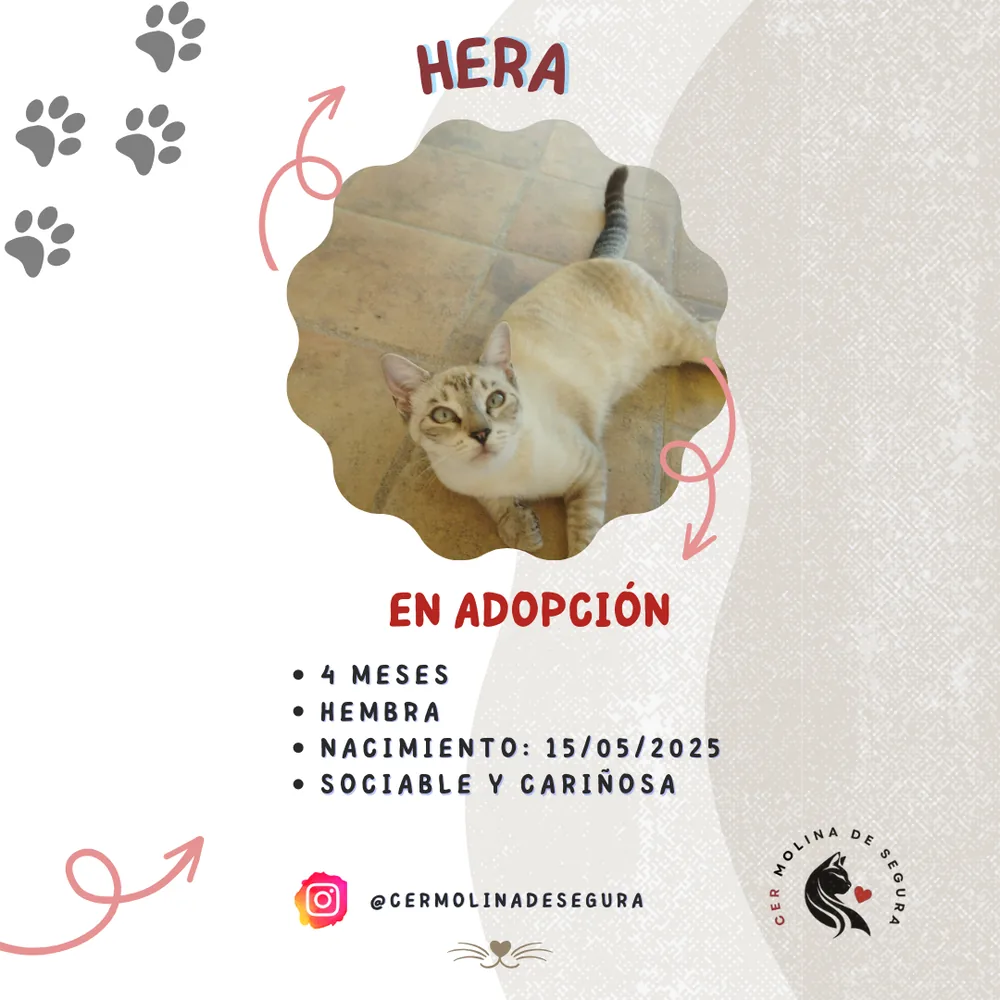 HERA
EN ADOPCIÓN
• 4 MESES
• HEMBRA
• NACIMIENTO: 15/05/2025
• SOCIABLE Y CARIÑOSA
@CERMOLINADESEGURA
CER MOLINA DE SEGURA